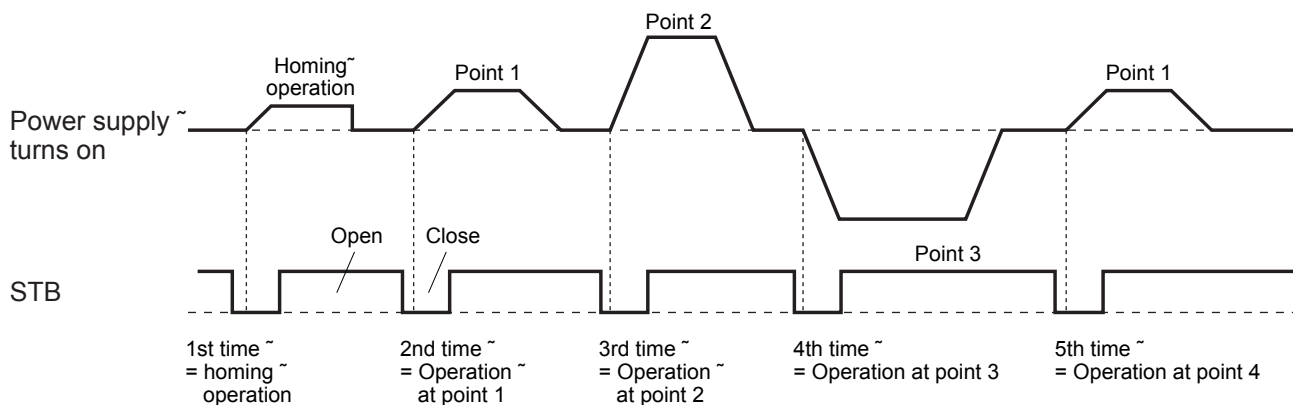 Point 2
Homing˜
operation
Point 1
Point 1
Power supply ˜
turns on
Open
Close
Point 3
STB
1st time ˜
= homing ˜
operation
2nd time ˜
= Operation ˜
at point 1
3rd time ˜
= Operation ˜
at point 2
4th time ˜
= Operation at point 3
5th time ˜
= Operation at point 4